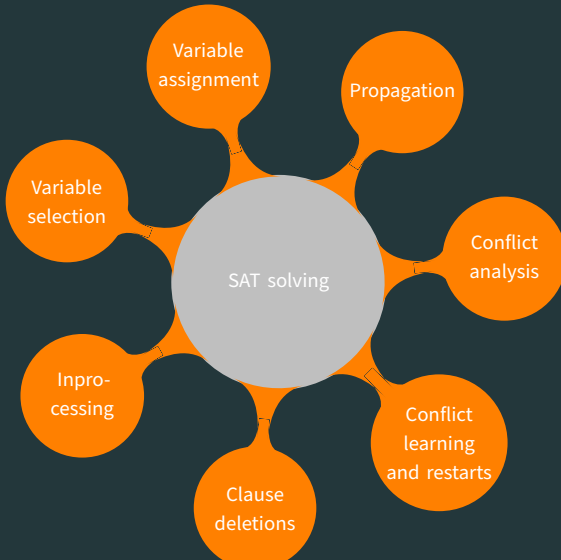 Variable
assignment
Propagation
Variable
selection
Conflict
analysis
SAT solving
Inpro-
cessing
Conflict
learning
and restarts
Clause
deletions